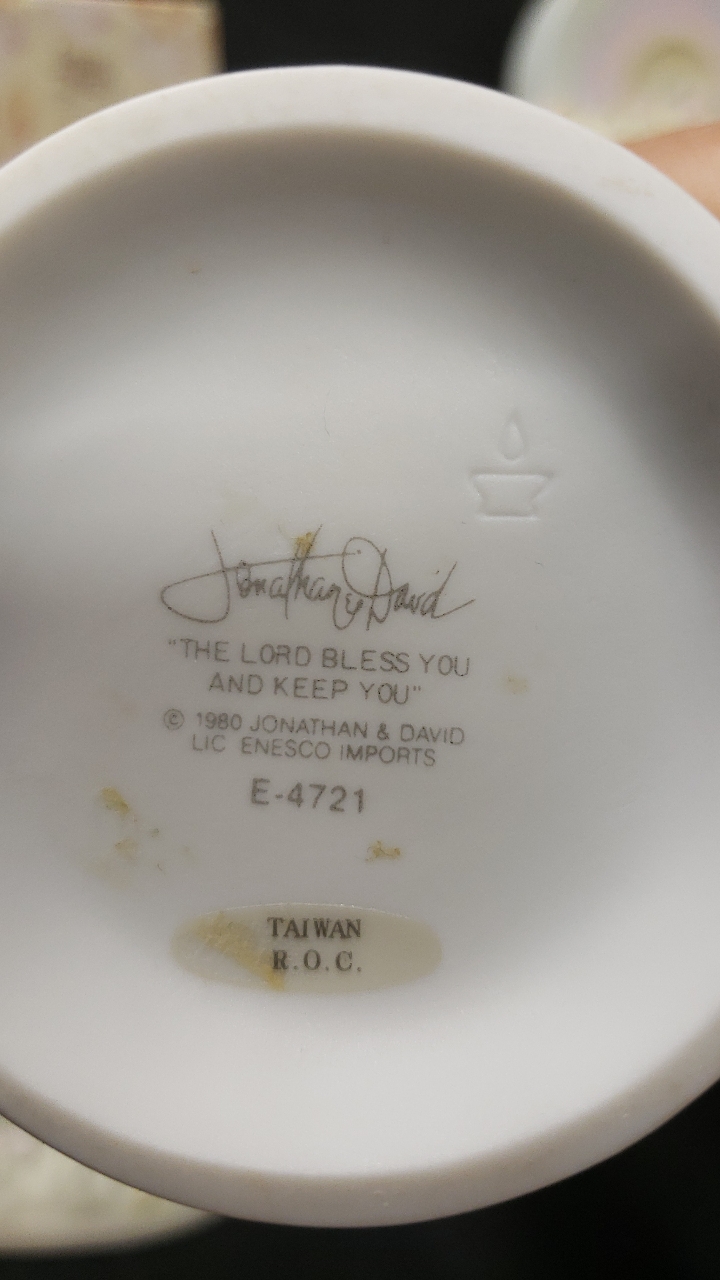 Jonathan & David
"THE LORD BLESS YOU
AND KEEP YOU"
© 1980 JONATHAN & DAVID
LIC ENESCO IMPORTS
E-4721
TAIWAN
R.O.C.